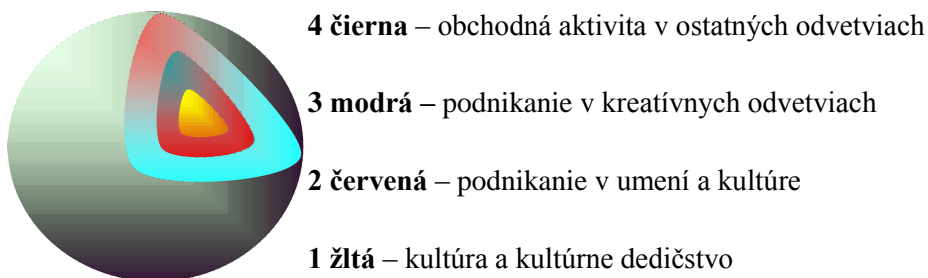 4 čierna – obchodná aktivita v ostatných odvetviach
3 modrá – podnikanie v kreatívnych odvetviach
2 červená – podnikanie v umení a kultúre
1 žltá – kultúra a kultúrne dedičstvo